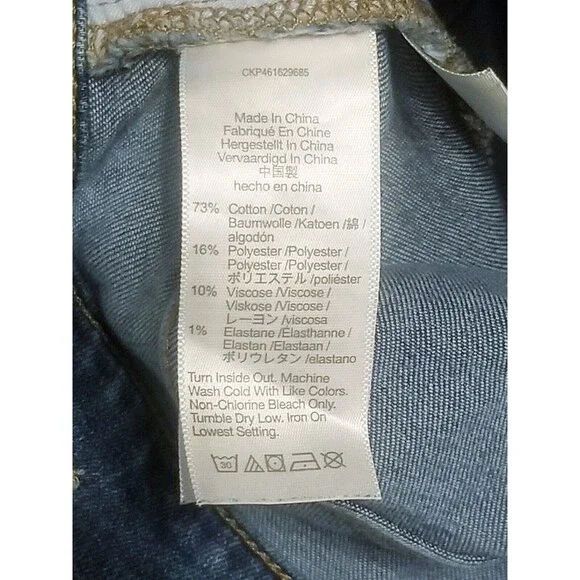 CKP461629685
Made In China
Fabriqué En Chine
Hergestellt In China
Vervaardigd In China
中国製
hecho en china
73% Cotton /Coton /
Baumwolle /Katoen /綿 /
algodón
16% Polyester /Polyester /
Polyester /Polyester /
ポリエステル /poliéster
10% Viscose /Viscose /
Viskose /Viscose /
レーヨン /viscosa
1% Elastane /Élasthanne /
Elastan /Elastaan /
ポリウレタン /elastano
Turn Inside Out. Machine
Wash Cold With Like Colors.
Non-Chlorine Bleach Only.
Tumble Dry Low. Iron On
Lowest Setting.
30